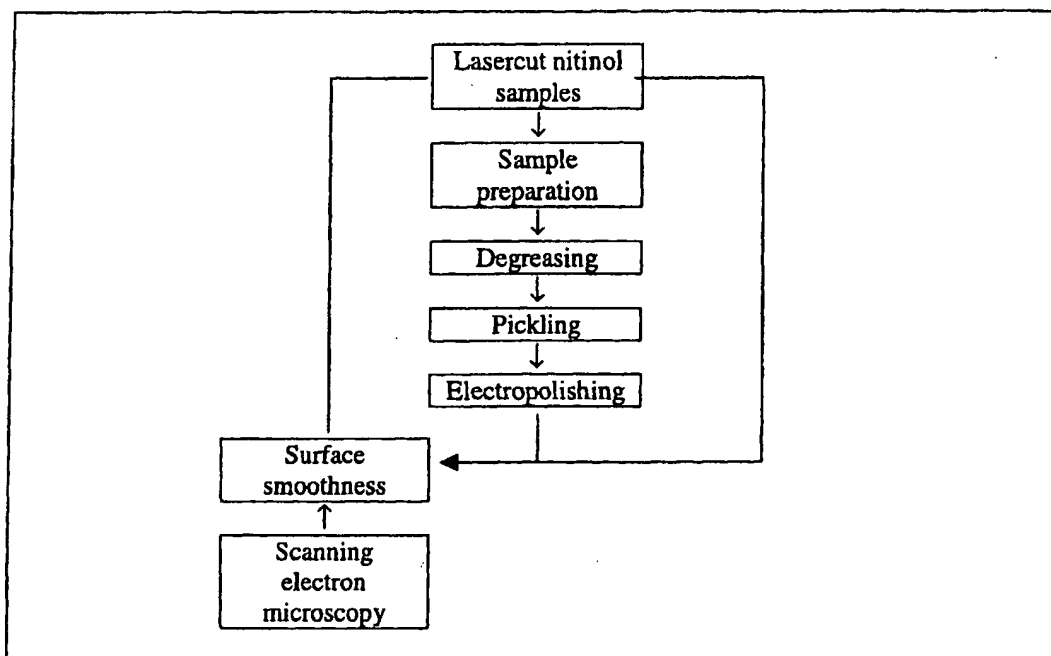 Lasercut nitinol
samples
Sample
preparation
Degreasing
Pickling
Electropolishing
Surface
smoothness
Scanning
electron
microscopy